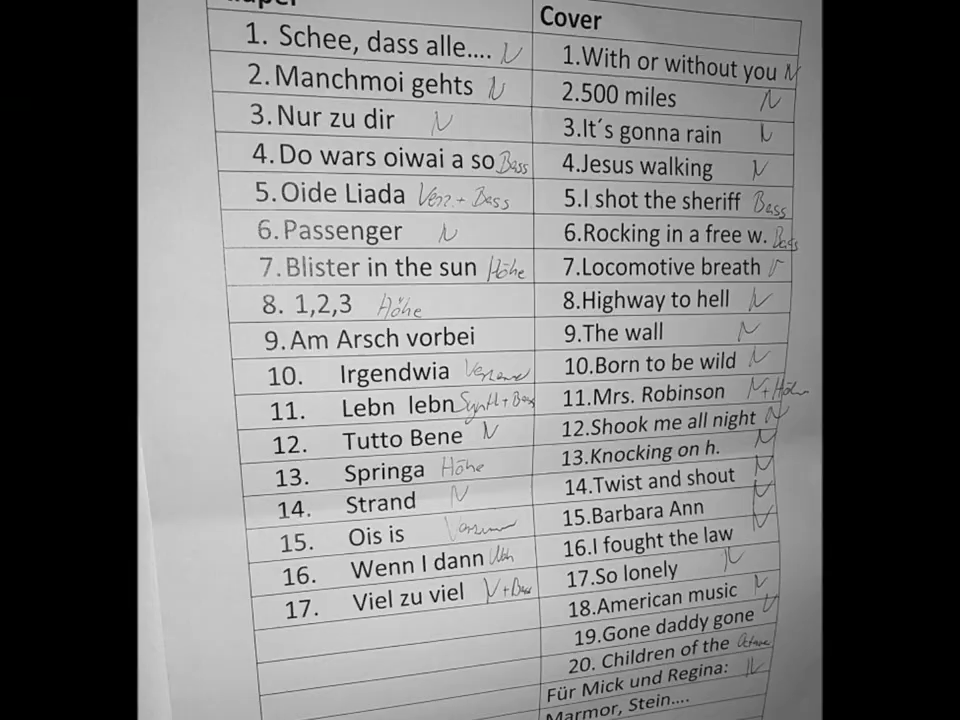 Cover
1. Schee, dass alle.... N
2. Manchmoi gehts N
3. Nur zu dir N
4. Do wars oiwai a so Bass
5. Oide Liada Verz. + Bass
6. Passenger N
7. Blister in the sun Höhe
8. 1,2,3 Höhe
9. Am Arsch vorbei
10. Irgendwia
11. Lebn lebn Synth + Bass
12. Tutto Bene N
13. Springa Höhe
14. Strand N
15. Ois is
16. Wenn I dann
17. Viel zu viel N + Bass
1.With or without you N
2.500 miles N
3.It´s gonna rain N
4.Jesus walking N
5.I shot the sheriff Bass
6.Rocking in a free w. Bass
7.Locomotive breath
8.Highway to hell N
9.The wall N
10.Born to be wild N
11.Mrs. Robinson N + Höhe
12.Shook me all night N
13.Knocking on h. N
14.Twist and shout N
15.Barbara Ann N
16.I fought the law N
17.So lonely N
18.American music N
19.Gone daddy gone
20. Children of the Octave
Für Mick und Regina: N
Marmor, Stein....